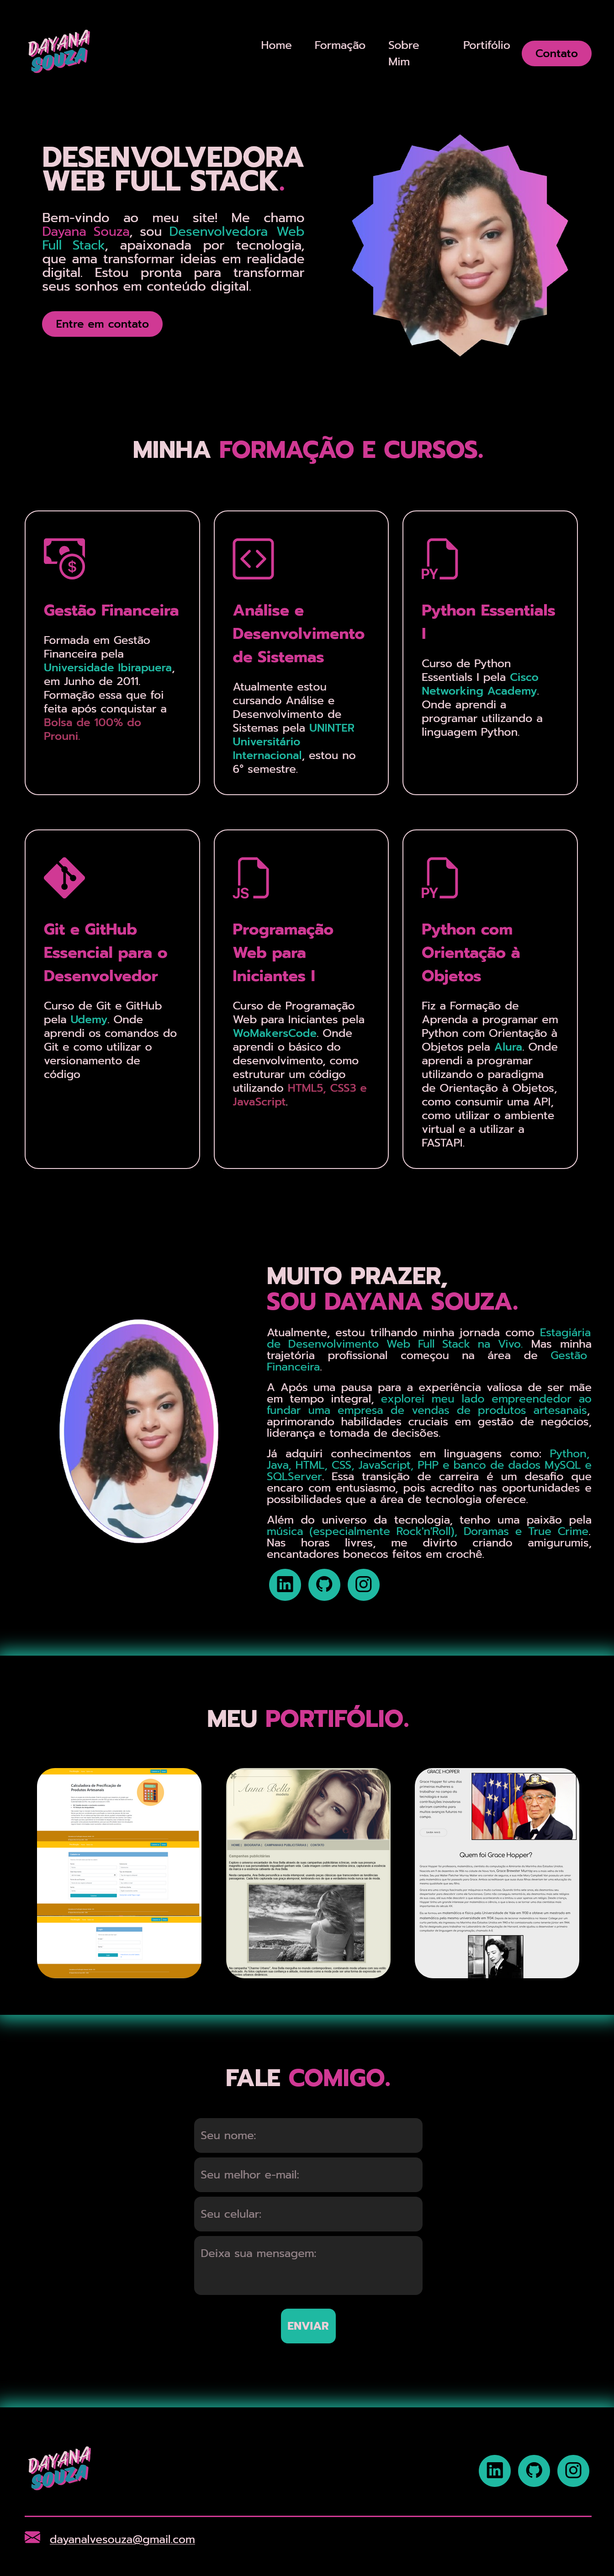 DAYANA
SOUZA
Home
Formação
Sobre
Mim
Portifólio
Contato
DESENVOLVEDORA
WEB FULL STACK.
Bem-vindo ao meu site! Me chamo
Dayana Souza, sou Desenvolvedora Web
Full Stack, apaixonada por tecnologia,
que ama transformar ideias em realidade
digital. Estou pronta para transformar
seus sonhos em conteúdo digital.
Entre em contato
MINHA FORMAÇÃO E CURSOS.
Gestão Financeira
Formada em Gestão
Financeira pela
Universidade Ibirapuera,
em Junho de 2011.
Formação essa que foi
feita após conquistar a
Bolsa de 100% do
Prouni.
Análise e
Desenvolvimento
de Sistemas
Atualmente estou
cursando Análise e
Desenvolvimento de
Sistemas pela UNINTER
Universitário
Internacional, estou no
6° semestre.
PY
Python Essentials
I
Curso de Python
Essentials I pela Cisco
Networking Academy.
Onde aprendi a
programar utilizando a
linguagem Python.
Git e GitHub
Essencial para o
Desenvolvedor
Curso de Git e GitHub
pela Udemy. Onde
aprendi os comandos do
Git e como utilizar o
versionamento de
código
JS
Programação
Web para
Iniciantes I
Curso de Programação
Web para Iniciantes pela
WoMakersCode. Onde
aprendi o básico do
desenvolvimento, como
estruturar um código
utilizando HTML5, CSS3 e
JavaScript.
PY
Python com
Orientação à
Objetos
Fiz a Formação de
Aprenda a programar em
Python com Orientação à
Objetos pela Alura. Onde
aprendi a programar
utilizando o paradigma
de Orientação à Objetos,
como consumir uma API,
como utilizar o ambiente
virtual e a utilizar a
FASTAPI.
MUITO PRAZER,
SOU DAYANA SOUZA.
Atualmente, estou trilhando minha jornada como Estagiária
de Desenvolvimento Web Full Stack na Vivo. Mas minha
trajetória profissional começou na área de Gestão
Financeira.
A Após uma pausa para a experiência valiosa de ser mãe
em tempo integral, explorei meu lado empreendedor ao
fundar uma empresa de vendas de produtos artesanais,
aprimorando habilidades cruciais em gestão de negócios,
liderança e tomada de decisões.
Já adquiri conhecimentos em linguagens como: Python,
Java, HTML, CSS, JavaScript, PHP e banco de dados MySQL e
SQLServer. Essa transição de carreira é um desafio que
encaro com entusiasmo, pois acredito nas oportunidades e
possibilidades que a área de tecnologia oferece.
Além do universo da tecnologia, tenho uma paixão pela
música (especialmente Rock'n'Roll), Doramas e True Crime.
Nas horas livres, me divirto criando amigurumis,
encantadores bonecos feitos em crochê.
MEU PORTIFÓLIO.
Calculadora de Precificação de
Produtos Artesanais
Anna Bella
GRACE HOPPER
Quem foi Grace Hopper?
FALE COMIGO.
Seu nome:
Seu melhor e-mail:
Seu celular:
Deixa sua mensagem:
ENVIAR
DAYANA
SOUZA
dayanalvesouza@gmail.com